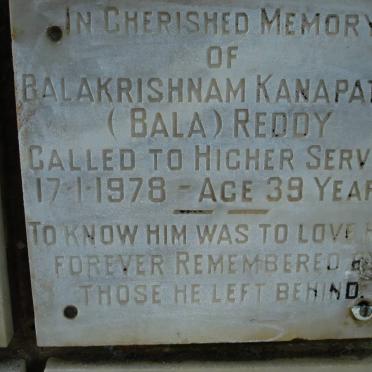 IN CHERISHED MEMORY
OF
BALAKRISHNAM KANAPA
(BALA) REDDY
CALLED TO HIGHER SERV
17-1-1978 - AGE 39 YEAR
TO KNOW HIM WAS TO LOVE H
FOREVER REMEMBERED B
THOSE HE LEFT BEHIND.